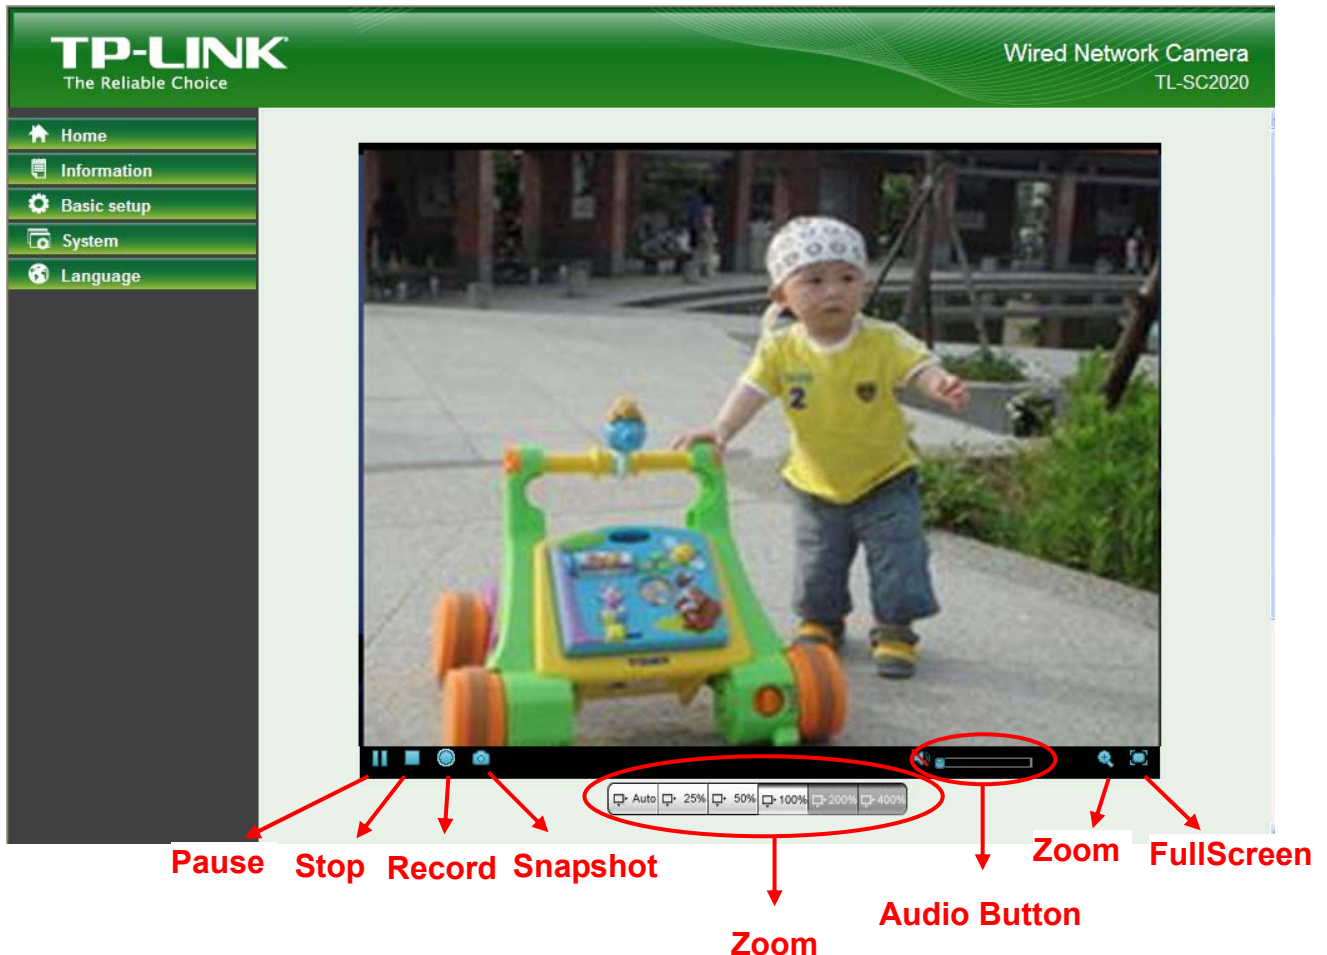 TP-LINK
The Reliable Choice
Wired Network Camera
TL-SC2020
Home
Information
Basic setup
System
Language
2
Auto 25% 50% 100% 200% 400%
Pause Stop Record Snapshot Zoom FullScreen
Audio Button
Zoom